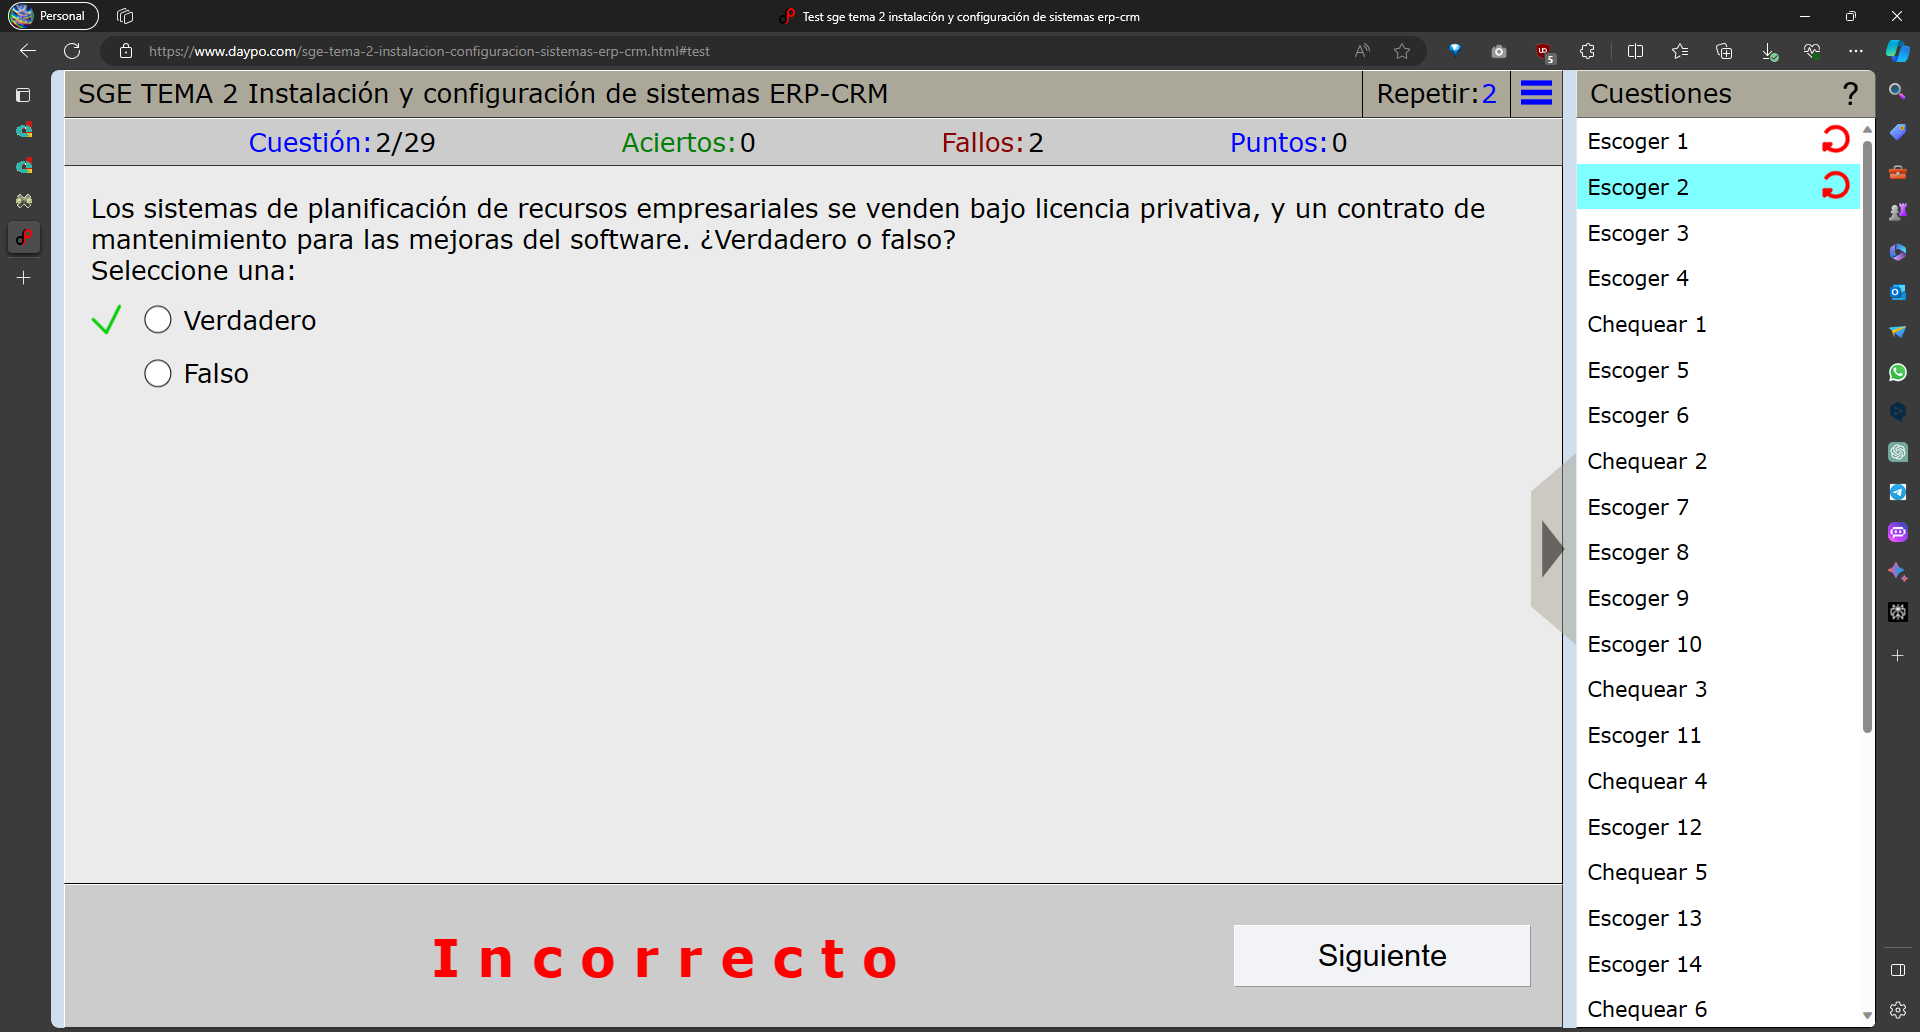 Personal
Test sge tema 2 instalación y configuración de sistemas erp-crm
https://www.daypo.com/sge-tema-2-instalacion-configuracion-sistemas-erp-crm.html#test
5
SGE TEMA 2 Instalación y configuración de sistemas ERP-CRM
Repetir:2
Cuestión:2/29
Aciertos:0
Fallos:2
Puntos:0
Los sistemas de planificación de recursos empresariales se venden bajo licencia privativa, y un contrato de
mantenimiento para las mejoras del software. ¿Verdadero o falso?
Seleccione una:
Verdadero
Falso
Incorrecto
Siguiente
Cuestiones ?
Escoger 1
Escoger 2
Escoger 3
Escoger 4
Chequear 1
Escoger 5
Escoger 6
Chequear 2
Escoger 7
Escoger 8
Escoger 9
Escoger 10
Chequear 3
Escoger 11
Chequear 4
Escoger 12
Chequear 5
Escoger 13
Escoger 14
Chequear 6